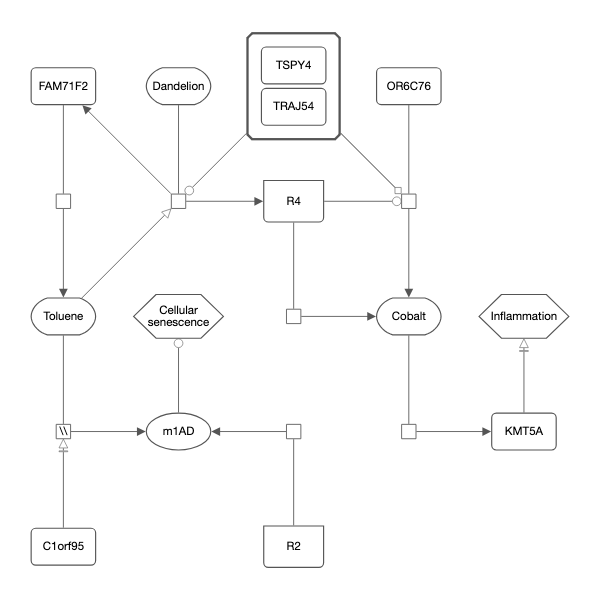 TSPY4
FAM71F2
Dandelion
OR6C76
TRAJ54
R4
Toluene
Cellular
senescence
Cobalt
Inflammation
\\
m1AD
KMT5A
C1orf95
R2